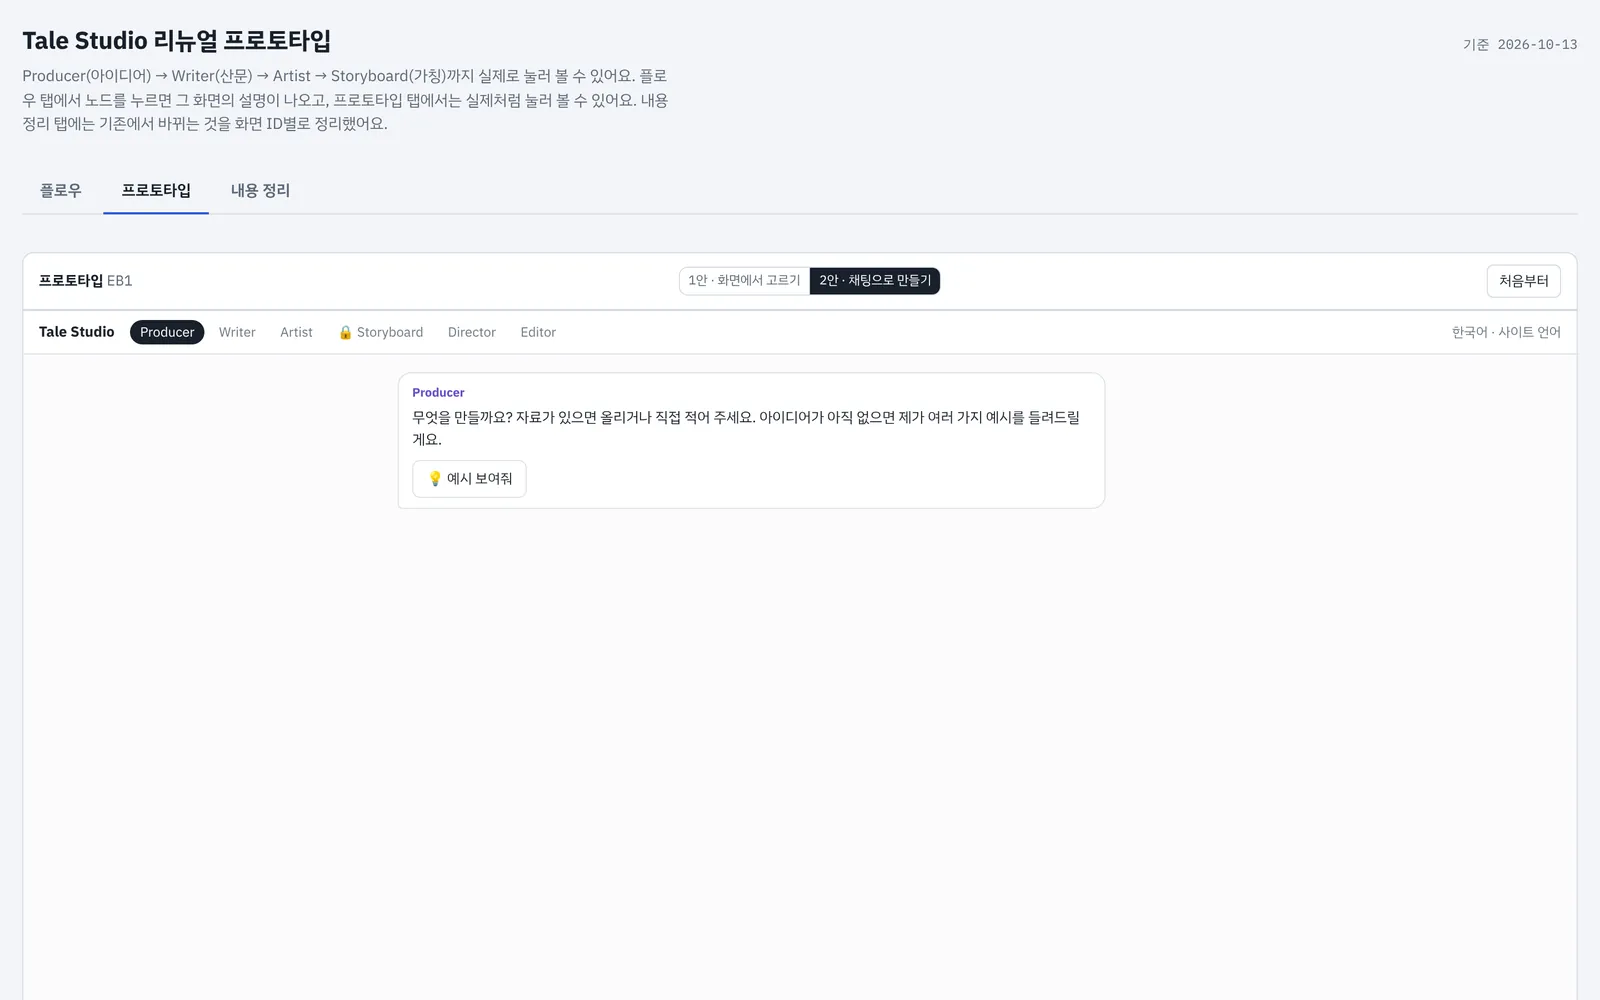 Tale Studio 리뉴얼 프로토타입
기준 2026-10-13
Producer(아이디어) → Writer(산문) → Artist → Storyboard(가칭)까지 실제로 눌러 볼 수 있어요. 플로
우 탭에서 노드를 누르면 그 화면의 설명이 나오고, 프로토타입 탭에서는 실제처럼 눌러 볼 수 있어요. 내용
정리 탭에는 기존에서 바뀌는 것을 화면 ID별로 정리했어요.
플로우 프로토타입 내용 정리
프로토타입 EB1 1안 · 화면에서 고르기 2안 · 채팅으로 만들기 처음부터
Tale Studio Producer Writer Artist 🔒 Storyboard Director Editor 한국어 · 사이트 언어
Producer
무엇을 만들까요? 자료가 있으면 올리거나 직접 적어 주세요. 아이디어가 아직 없으면 제가 여러 가지 예시를 들려드릴
게요.
💡 예시 보여줘